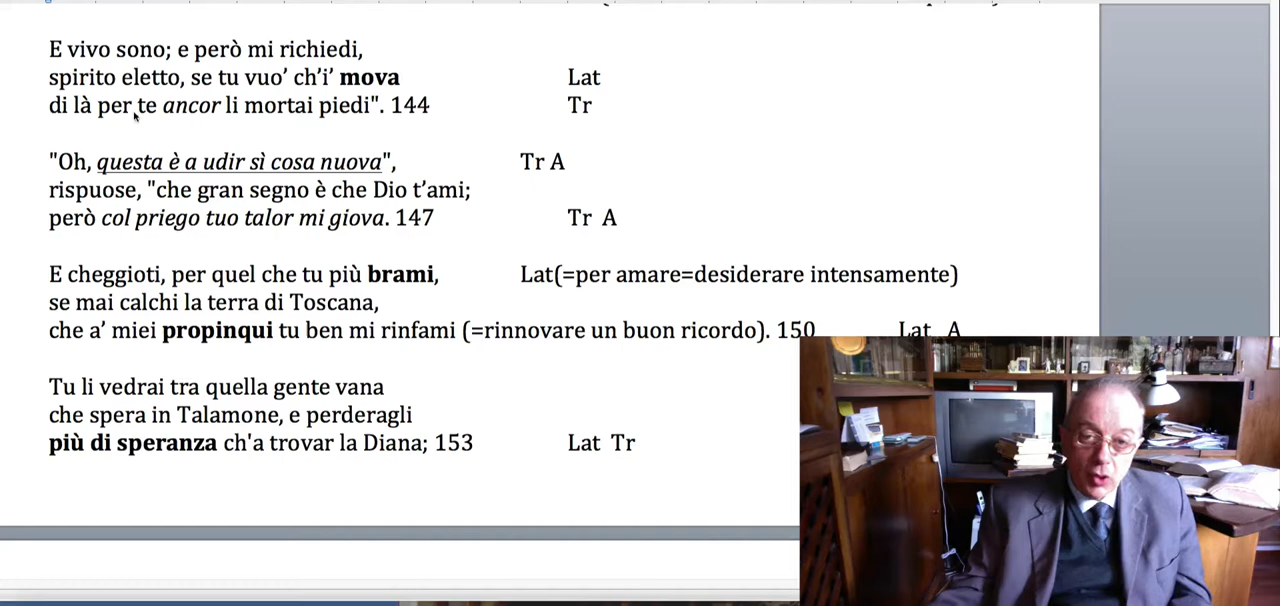 E vivo sono; e però mi richiedi,
spirito eletto, se tu vuo’ ch’i’ mova Lat
di là per te ancor li mortai piedi". 144 Tr
"Oh, questa è a udir sì cosa nuova", Tr A
rispuose, "che gran segno è che Dio t’ami;
però col priego tuo talor mi giova. 147 Tr A
E cheggioti, per quel che tu più brami, Lat(=per amare=desiderare intensamente)
se mai calchi la terra di Toscana,
che a’ miei propinqui tu ben mi rinfami (=rinnovare un buon ricordo). 150 Lat A
Tu li vedrai tra quella gente vana
che spera in Talamone, e perderagli
più di speranza ch'a trovar la Diana; 153 Lat Tr